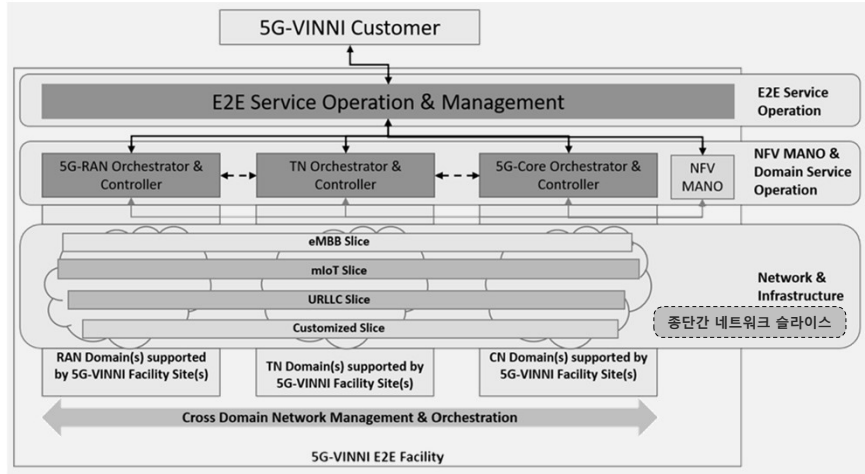 5G-VINNI Customer
E2E Service Operation & Management
E2E Service
Operation
5G-RAN Orchestrator &
Controller
TN Orchestrator &
Controller
5G-Core Orchestrator &
Controller
NFV
MANO
NFV MANO &
Domain Service
Operation
eMBB Slice
mIoT Slice
URLLC Slice
Customized Slice
Network &
Infrastructure
종단간 네트워크 슬라이스
RAN Domain(s) supported
by 5G-VINNI Facility Site(s)
TN Domain(s) supported by
5G-VINNI Facility Site(s)
CN Domain(s) supported by
5G-VINNI Facility Site(s)
Cross Domain Network Management & Orchestration
5G-VINNI E2E Facility